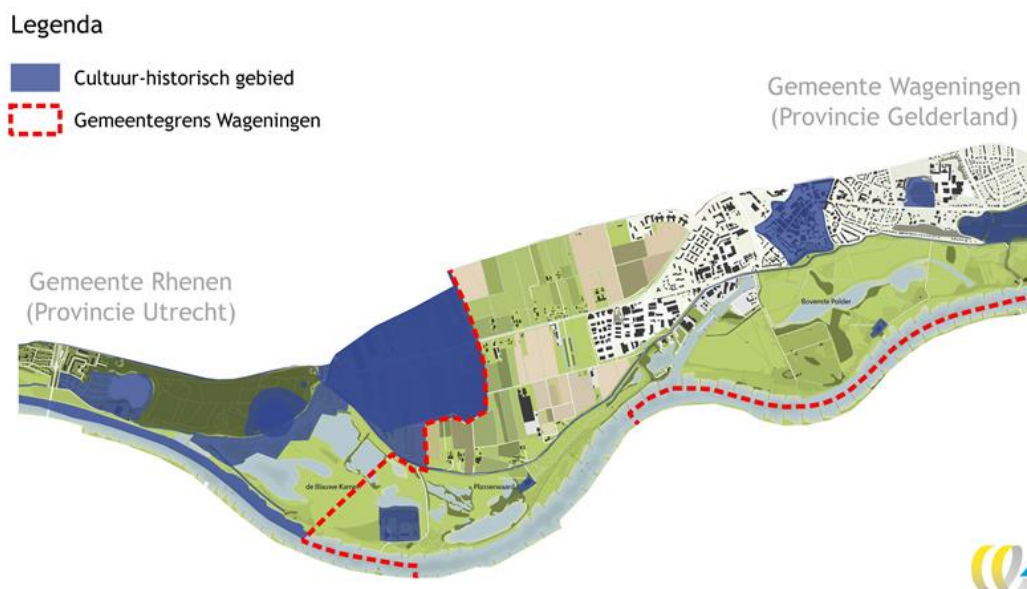 Legenda
Cultuur-historisch gebied
Gemeentegrens Wageningen
Gemeente Wageningen
(Provincie Gelderland)
Gemeente Rhenen
(Provincie Utrecht)
Bovenste Polder
de Blauwe Kamer
Plasserwaard